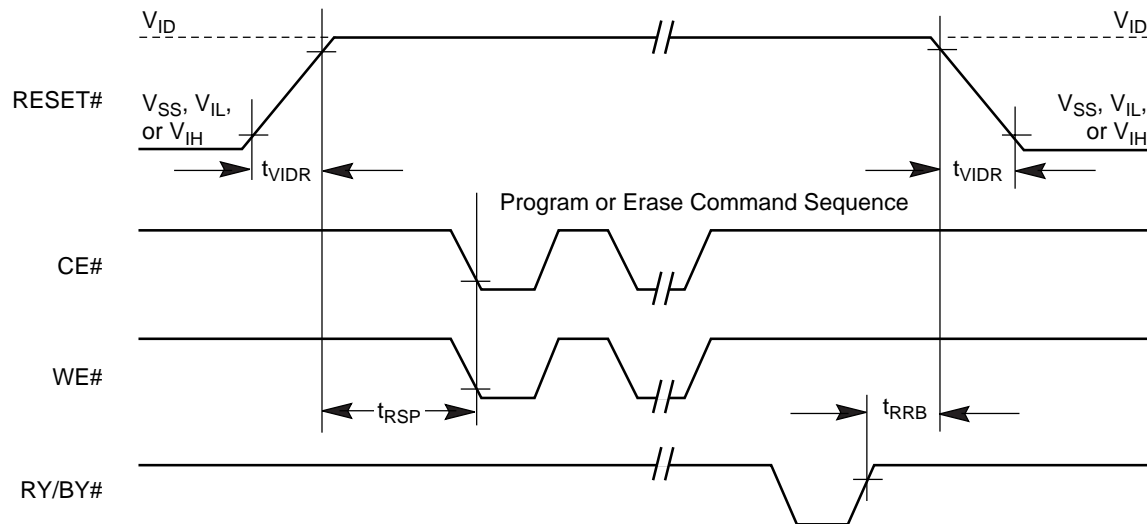 VID
VID
RESET#
VSS, VIL,
or VIH
VSS, VIL,
or VIH
tVIDR
tVIDR
Program or Erase Command Sequence
CE#
WE#
tRSP
tRRB
RY/BY#